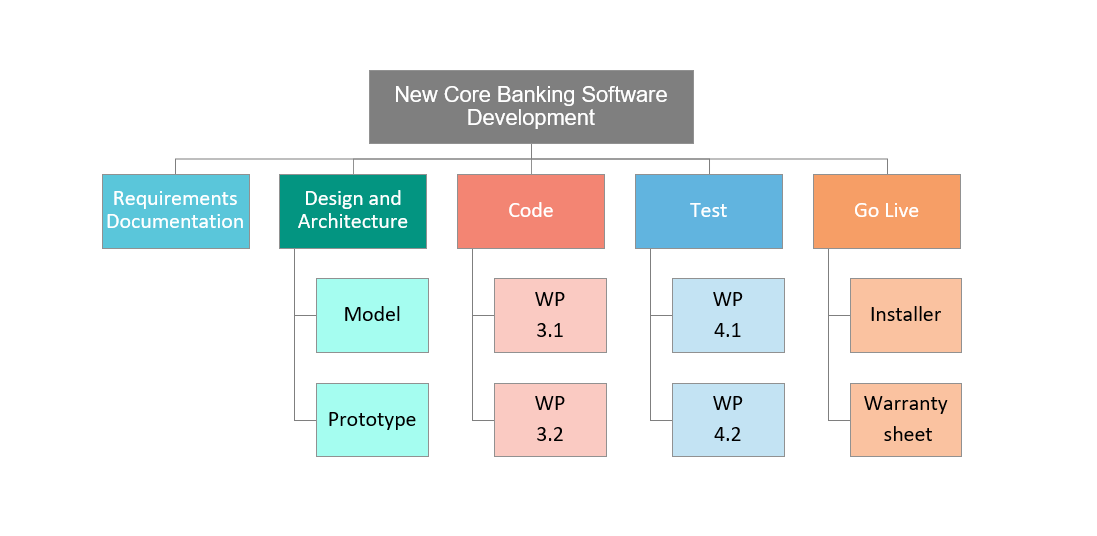 New Core Banking Software
Development
Requirements
Documentation
Design and
Architecture
Code
Test
Go Live
Model
WP
3.1
WP
4.1
Installer
Prototype
WP
3.2
WP
4.2
Warranty
sheet